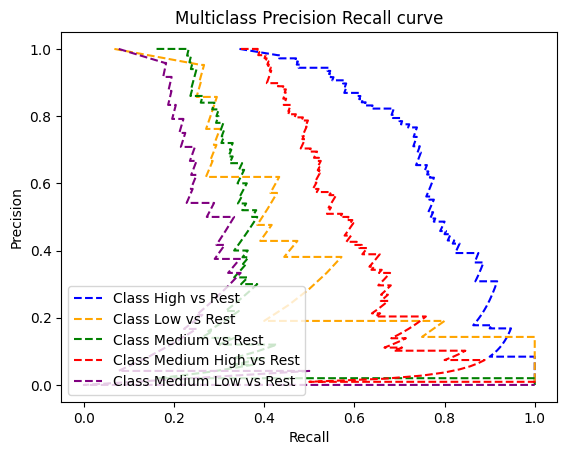 Multiclass Precision Recall curve
1.0
0.8
0.6
0.4
0.2
0.0
Precision
Class High vs Rest
Class Low vs Rest
Class Medium vs Rest
Class Medium High vs Rest
Class Medium Low vs Rest
0.0 0.2 0.4 0.6 0.8 1.0
Recall